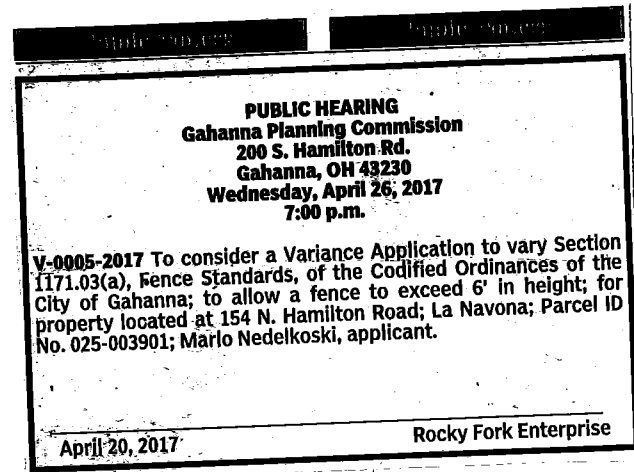 PUBLIC HEARING
Gahanna Planning Commission
200 S. Hamilton Rd.
Gahanna, OH 43230
Wednesday, April 26, 2017
7:00 p.m.
V-0005-2017 To consider a Variance Application to vary Section
1171.03(a), Fence Standards, of the Codified Ordinances of the
City of Gahanna; to allow a fence to exceed 6' in height; for
property located at 154 N. Hamilton Road; La Navona; Parcel ID
No. 025-003901; Mario Nedelkoski, applicant.
April 20, 2017
Rocky Fork Enterprise